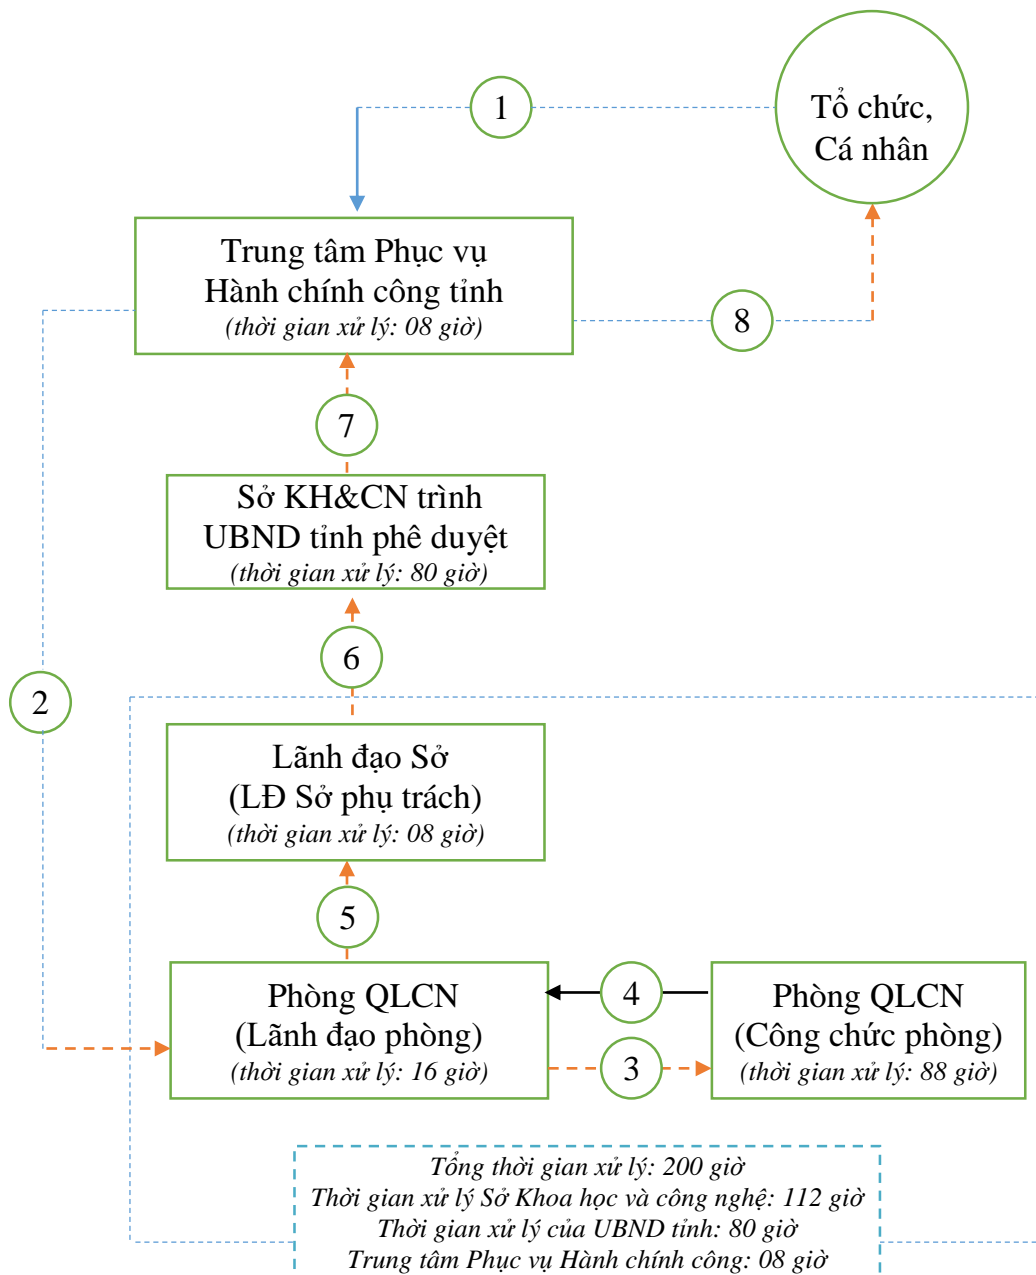 1
Tổ chức,
Cá nhân
Trung tâm Phục vụ
Hành chính công tỉnh
(thời gian xử lý: 08 giờ)
8
7
Sở KH&CN trình
UBND tỉnh phê duyệt
(thời gian xử lý: 80 giờ)
6
2
Lãnh đạo Sở
(LĐ Sở phụ trách)
(thời gian xử lý: 08 giờ)
5
Phòng QLCN
(Lãnh đạo phòng)
(thời gian xử lý: 16 giờ)
4
3
Phòng QLCN
(Công chức phòng)
(thời gian xử lý: 88 giờ)
Tổng thời gian xử lý: 200 giờ
Thời gian xử lý Sở Khoa học và công nghệ: 112 giờ
Thời gian xử lý của UBND tỉnh: 80 giờ
Trung tâm Phục vụ Hành chính công: 08 giờ